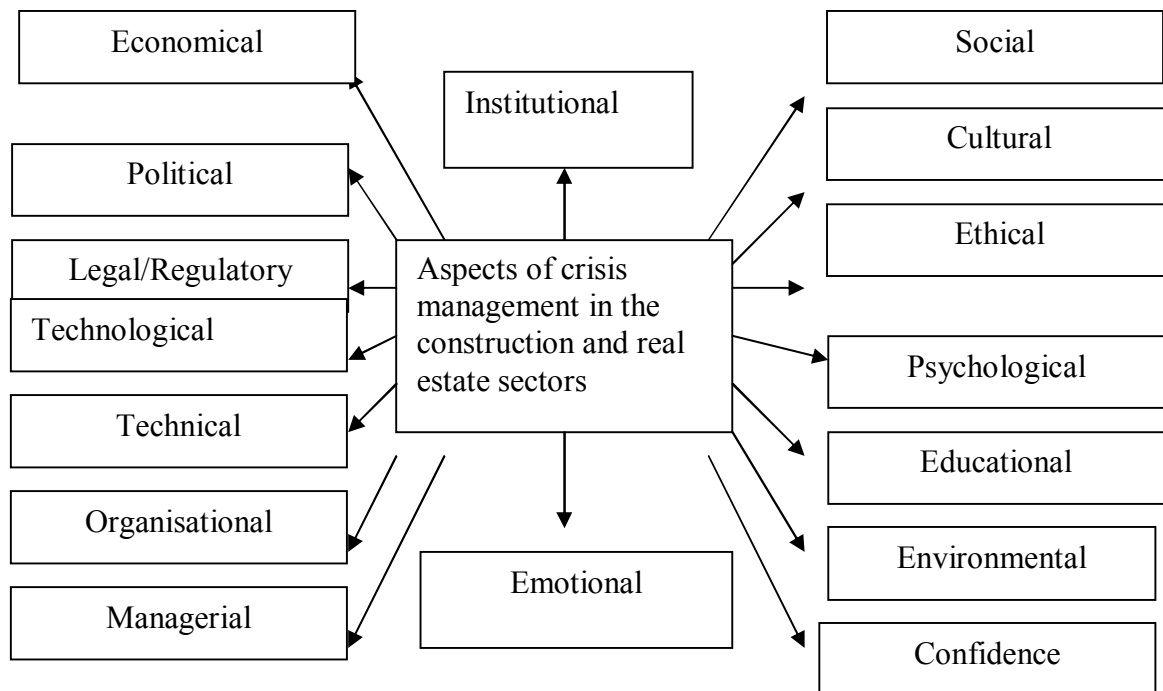 Economical
Political
Legal/Regulatory
Technological
Technical
Organisational
Managerial
Institutional
Aspects of crisis
management in the
construction and real
estate sectors
Emotional
Social
Cultural
Ethical
Psychological
Educational
Environmental
Confidence